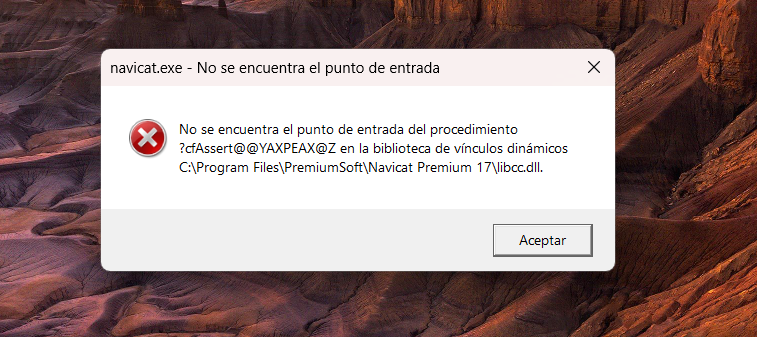 navicat.exe - No se encuentra el punto de entrada
No se encuentra el punto de entrada del procedimiento
?cfAssert@@YAXPEAX@Z en la biblioteca de vínculos dinámicos
C:\Program Files\PremiumSoft\Navicat Premium 17\libcc.dll.
Aceptar